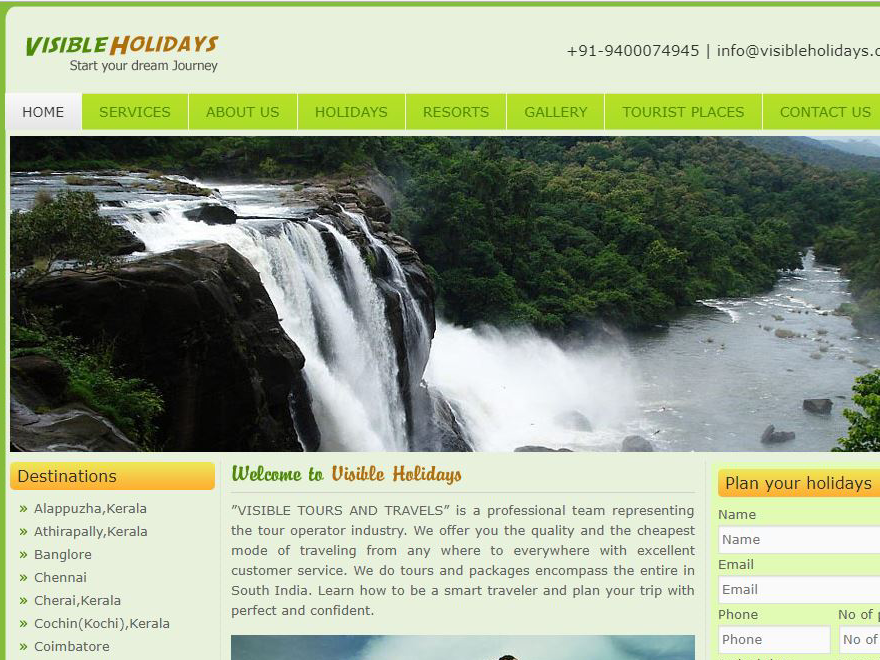 VISIBLE HOLIDAYS
Start your dream Journey
+91-9400074945 | info@visibleholidays.c
HOME SERVICES ABOUT US HOLIDAYS RESORTS GALLERY TOURIST PLACES CONTACT US
Destinations
» Alappuzha,Kerala
» Athirapally,Kerala
» Banglore
» Chennai
» Cherai,Kerala
» Cochin(Kochi),Kerala
» Coimbatore
Welcome to Visible Holidays
"VISIBLE TOURS AND TRAVELS" is a professional team representing
the tour operator industry. We offer you the quality and the cheapest
mode of traveling from any where to everywhere with excellent
customer service. We do tours and packages encompass the entire in
South India. Learn how to be a smart traveler and plan your trip with
perfect and confident.
Plan your holidays
Name
Name
Email
Email
Phone No of
Phone No of